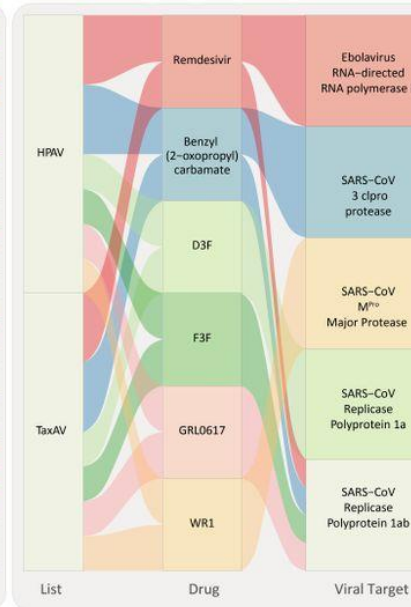 HPAV
TaxAV
Remdesivir
Benzyl
(2−oxopropyl)
carbamate
D3F
F3F
GRL0617
WR1
Ebolavirus
RNA−directed
RNA polymerase
SARS−CoV
3 clpro
protease
SARS−CoV
Mᴾʳᵒ
Major Protease
SARS−CoV
Replicase
Polyprotein 1a
SARS−CoV
Replicase
Polyprotein 1ab
List
Drug
Viral Target